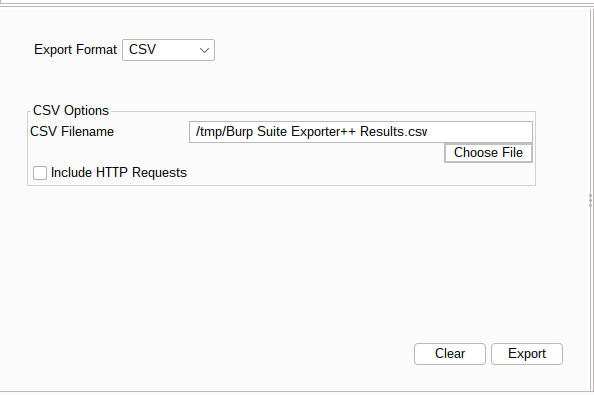 Export Format CSV
CSV Options
CSV Filename /tmp/Burp Suite Exporter++ Results.csv
Choose File
Include HTTP Requests
Clear Export